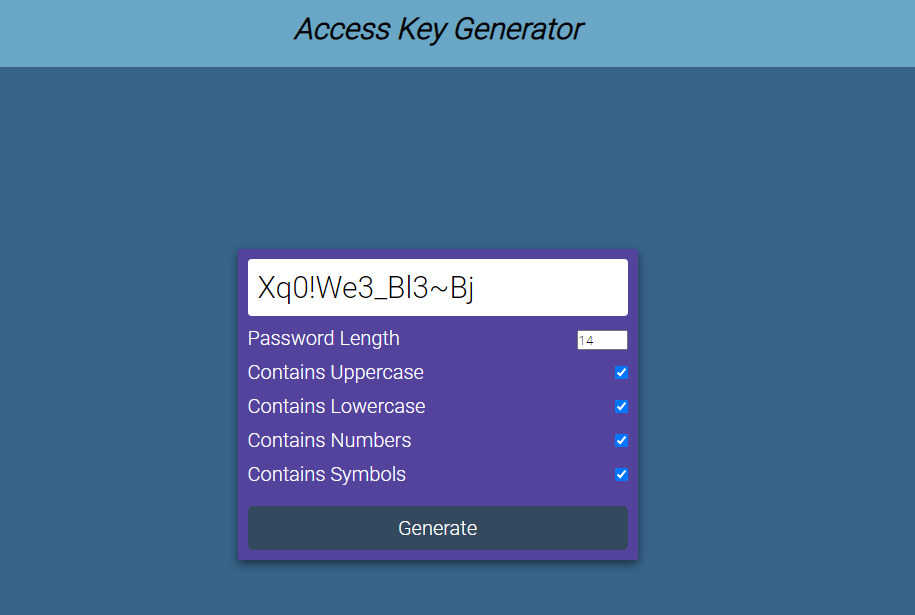 Access Key Generator
Xq0!We3_Bl3~Bj
Password Length 14
Contains Uppercase
Contains Lowercase
Contains Numbers
Contains Symbols
Generate